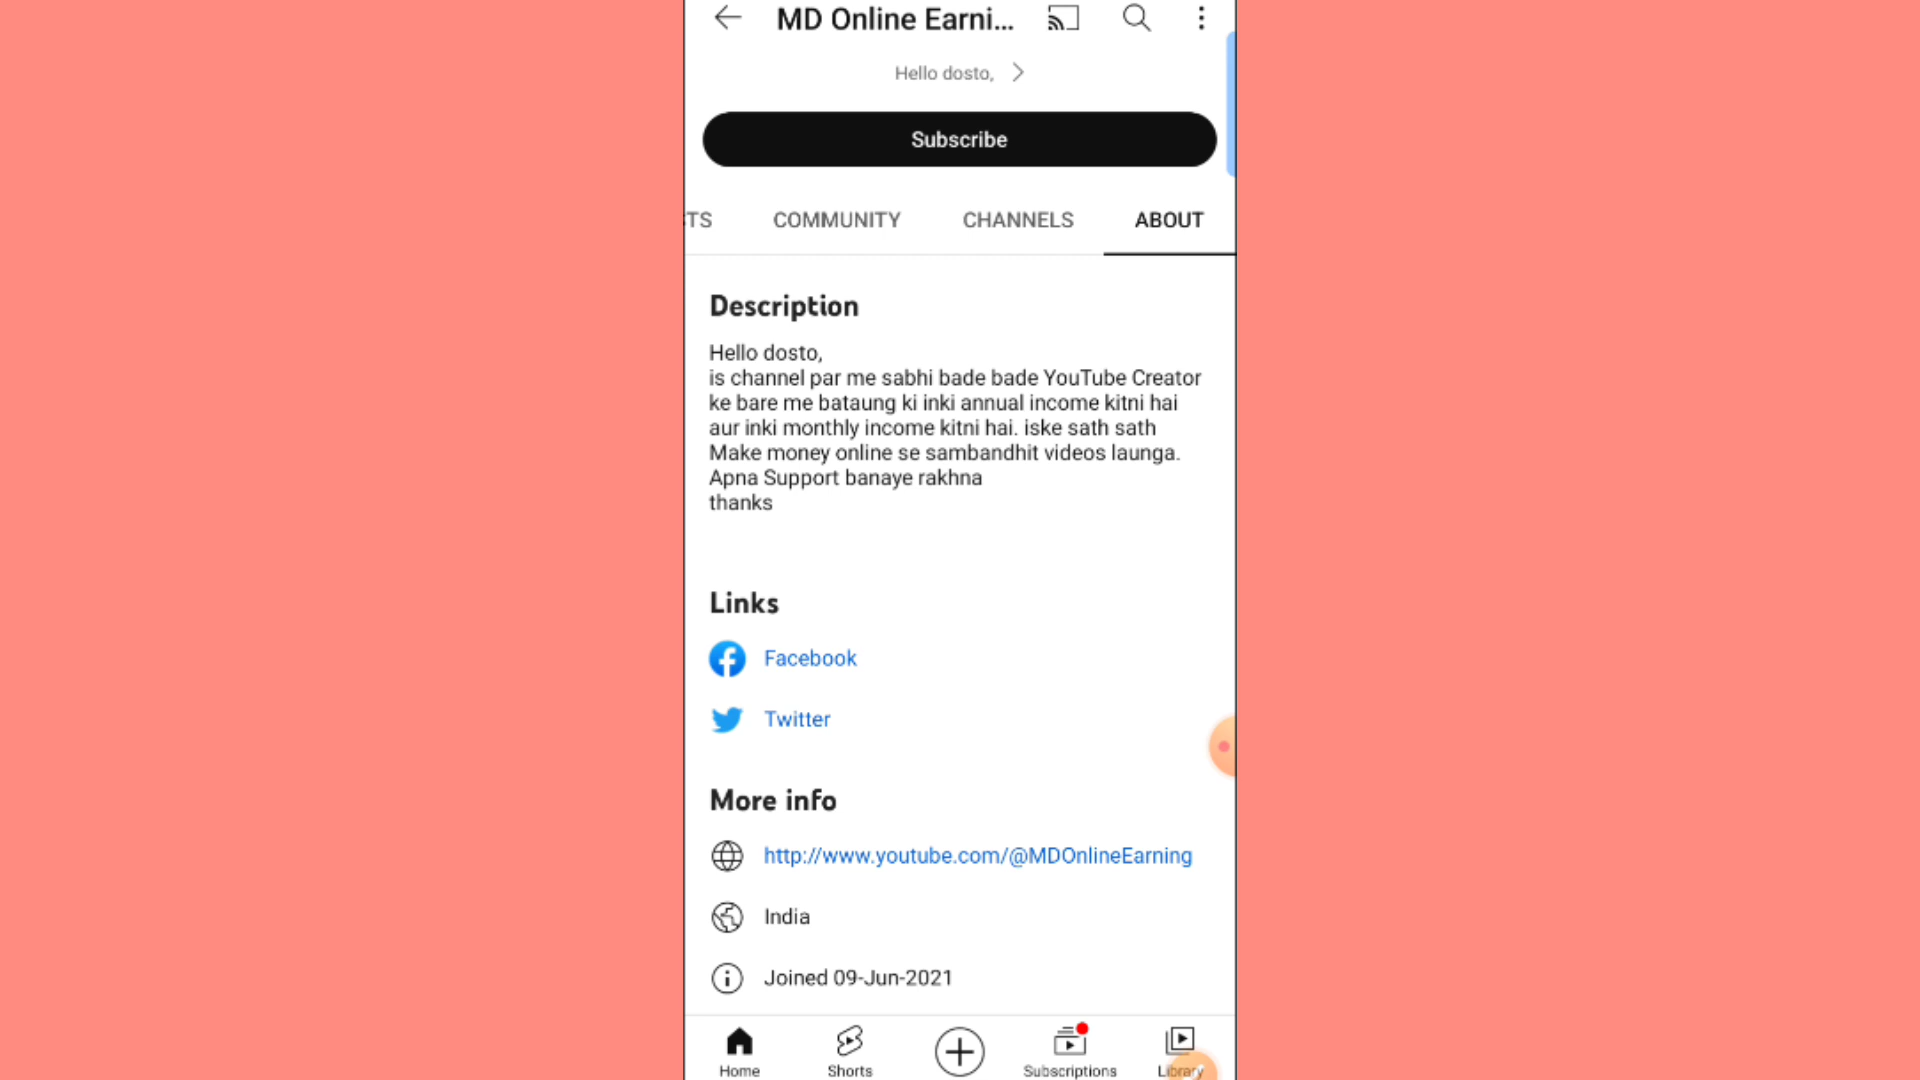 MD Online Earni...
Hello dosto,
Subscribe
TS COMMUNITY CHANNELS ABOUT
Description
Hello dosto,
is channel par me sabhi bade bade YouTube Creator
ke bare me bataung ki inki annual income kitni hai
aur inki monthly income kitni hai. iske sath sath
Make money online se sambandhit videos launga.
Apna Support banaye rakhna
thanks
Links
Facebook
Twitter
More info
http://www.youtube.com/@MDOnlineEarning
India
Joined 09-Jun-2021
Home Shorts Subscriptions Library